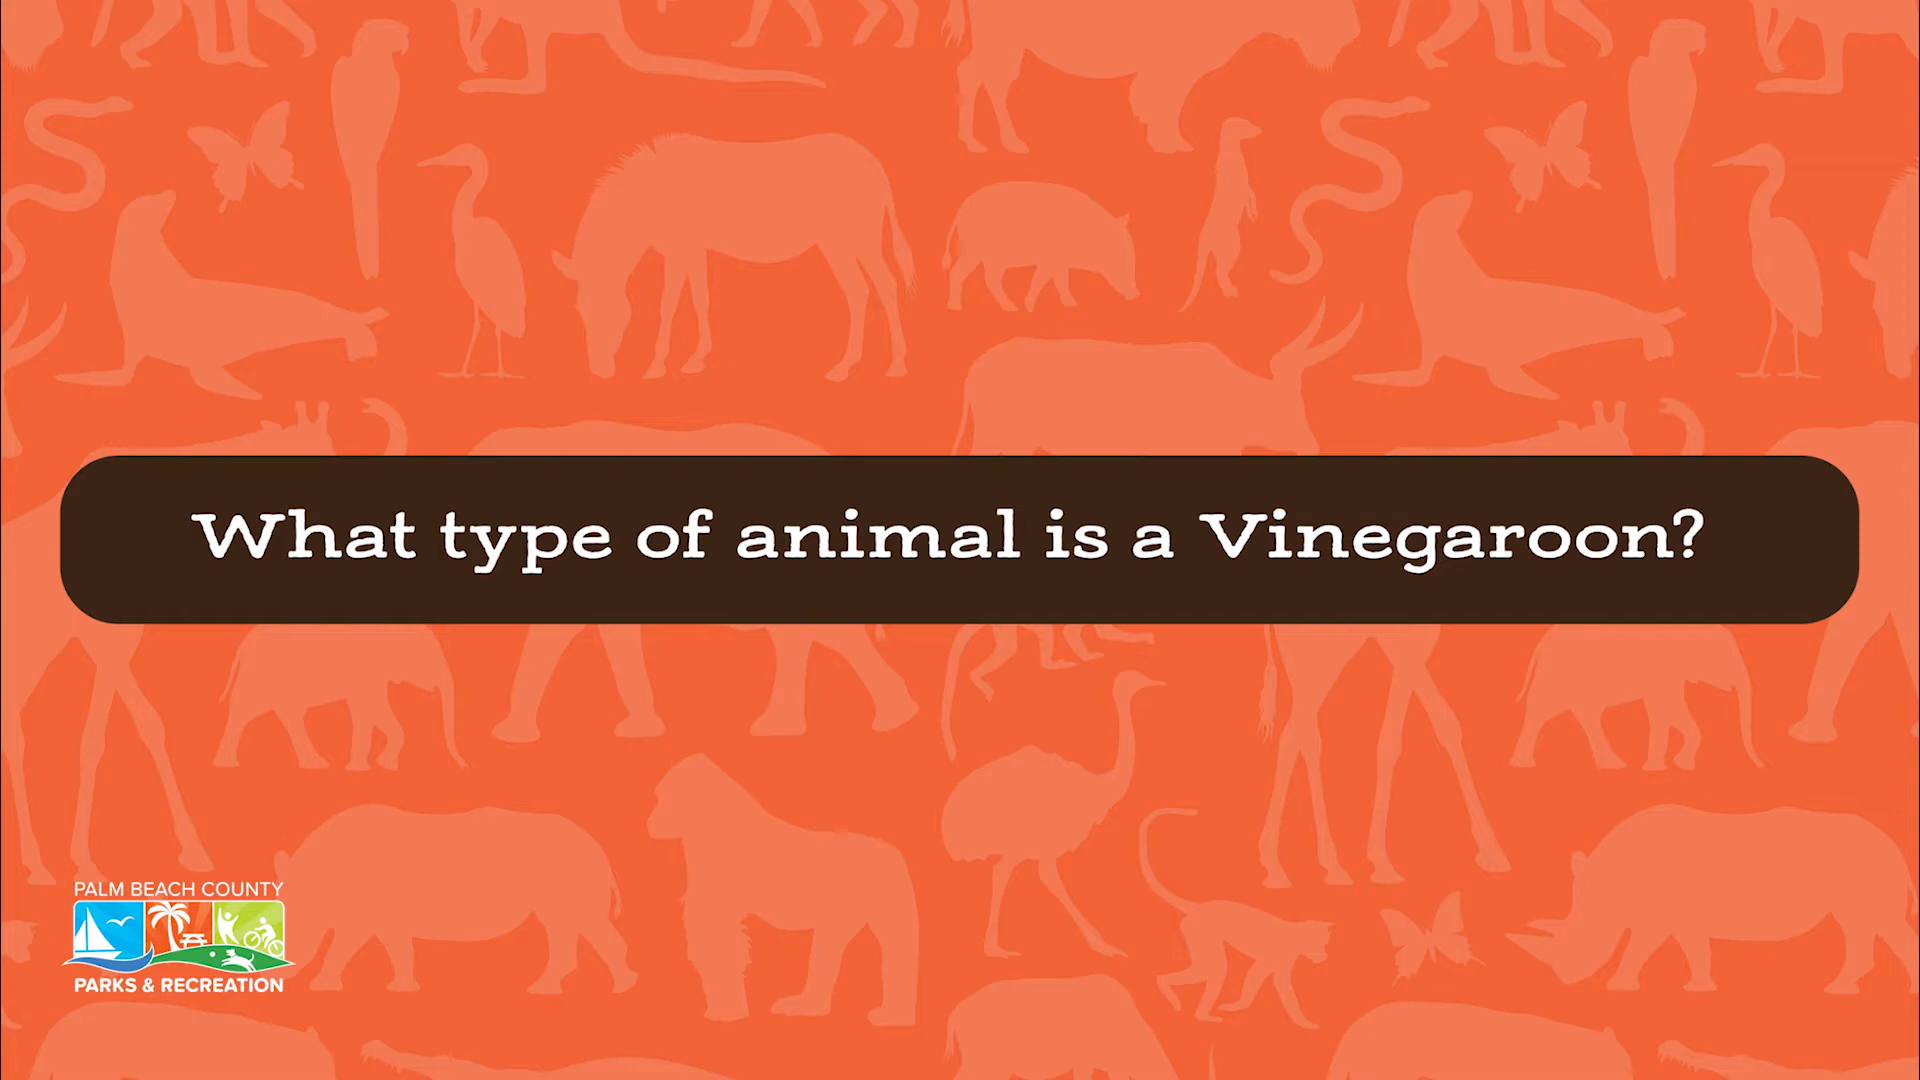 What type of animal is a Vinegaroon?
PALM BEACH COUNTY
PARKS & RECREATION